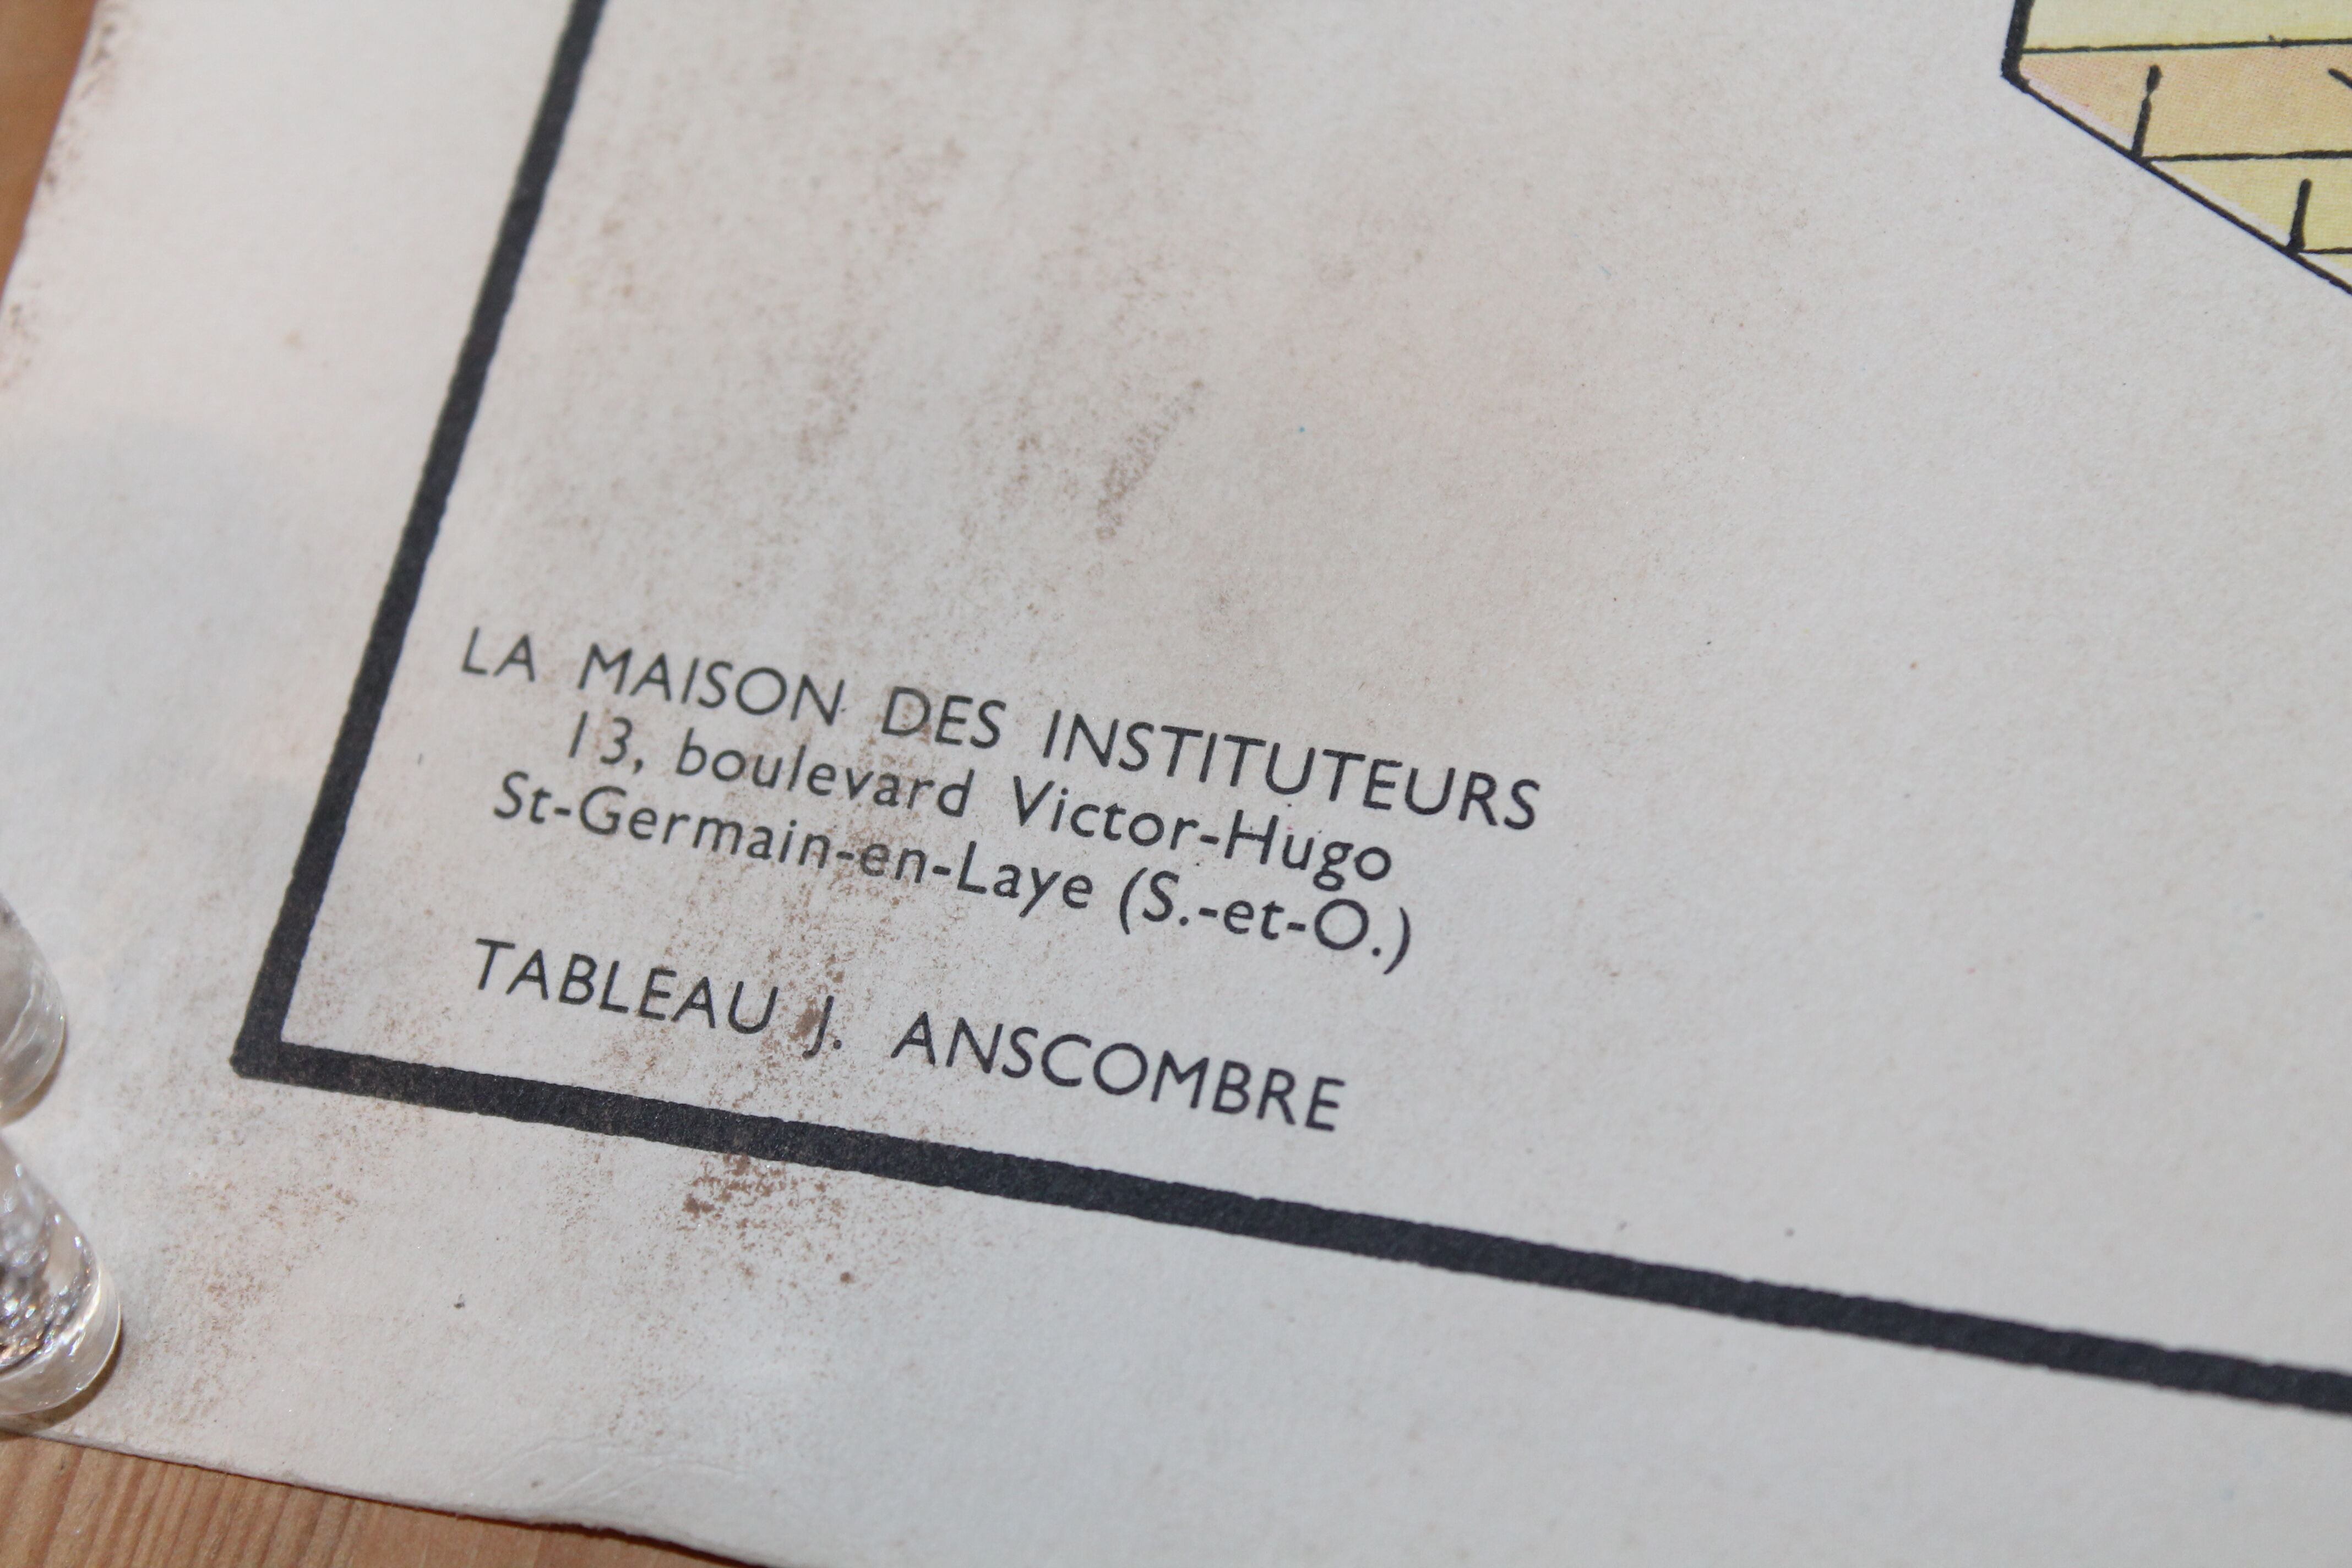 LA MAISON DES INSTITUTEURS
13, boulevard Victor-Hugo
St-Germain-en-Laye (S.-et-O.)
TABLEAU J. ANSCOMBRE